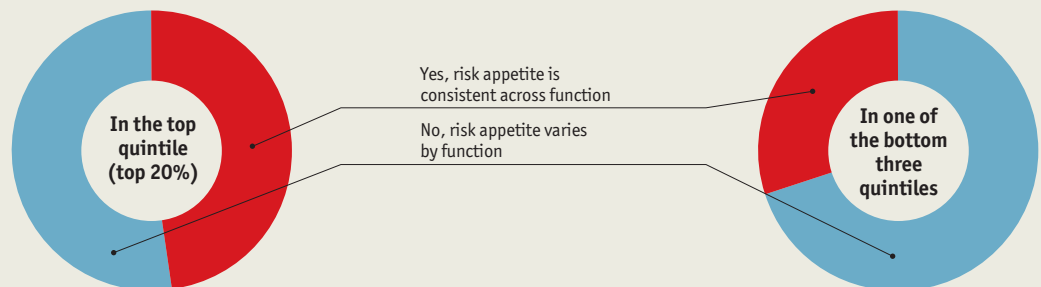 Yes, risk appetite is
consistent across function
No, risk appetite varies
by function
In the top
quintile
(top 20%)
In one of
the bottom
three
quintiles